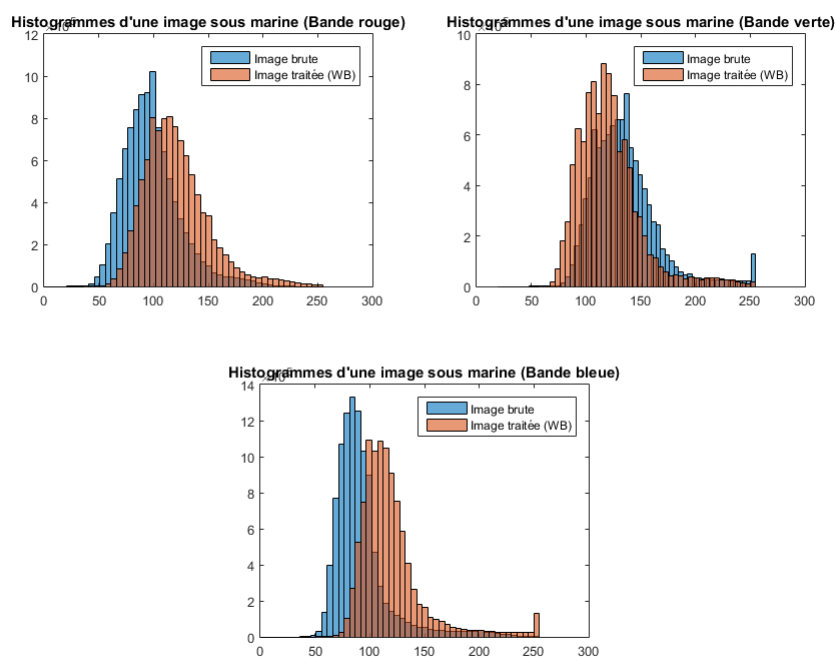 Histogrammes d'une image sous marine (Bande rouge)
12
10
8
6
4
2
0
0 50 100 150 200 250 300
Image brute
Image traitée (WB)
Histogrammes d'une image sous marine (Bande verte)
10
8
6
4
2
0
0 50 100 150 200 250 300
Image brute
Image traitée (WB)
Histogrammes d'une image sous marine (Bande bleue)
14
12
10
8
6
4
2
0
0 50 100 150 200 250 300
Image brute
Image traitée (WB)